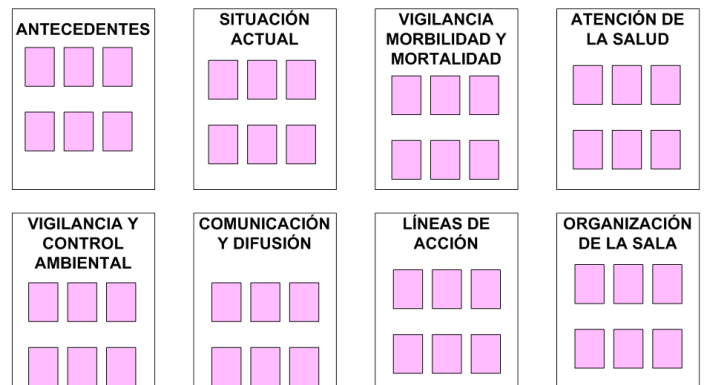 ANTECEDENTES
SITUACIÓN
ACTUAL
VIGILANCIA
MORBILIDAD Y
MORTALIDAD
ATENCIÓN DE
LA SALUD
VIGILANCIA Y
CONTROL
AMBIENTAL
COMUNICACIÓN
Y DIFUSIÓN
LÍNEAS DE
ACCIÓN
ORGANIZACIÓN
DE LA SALA